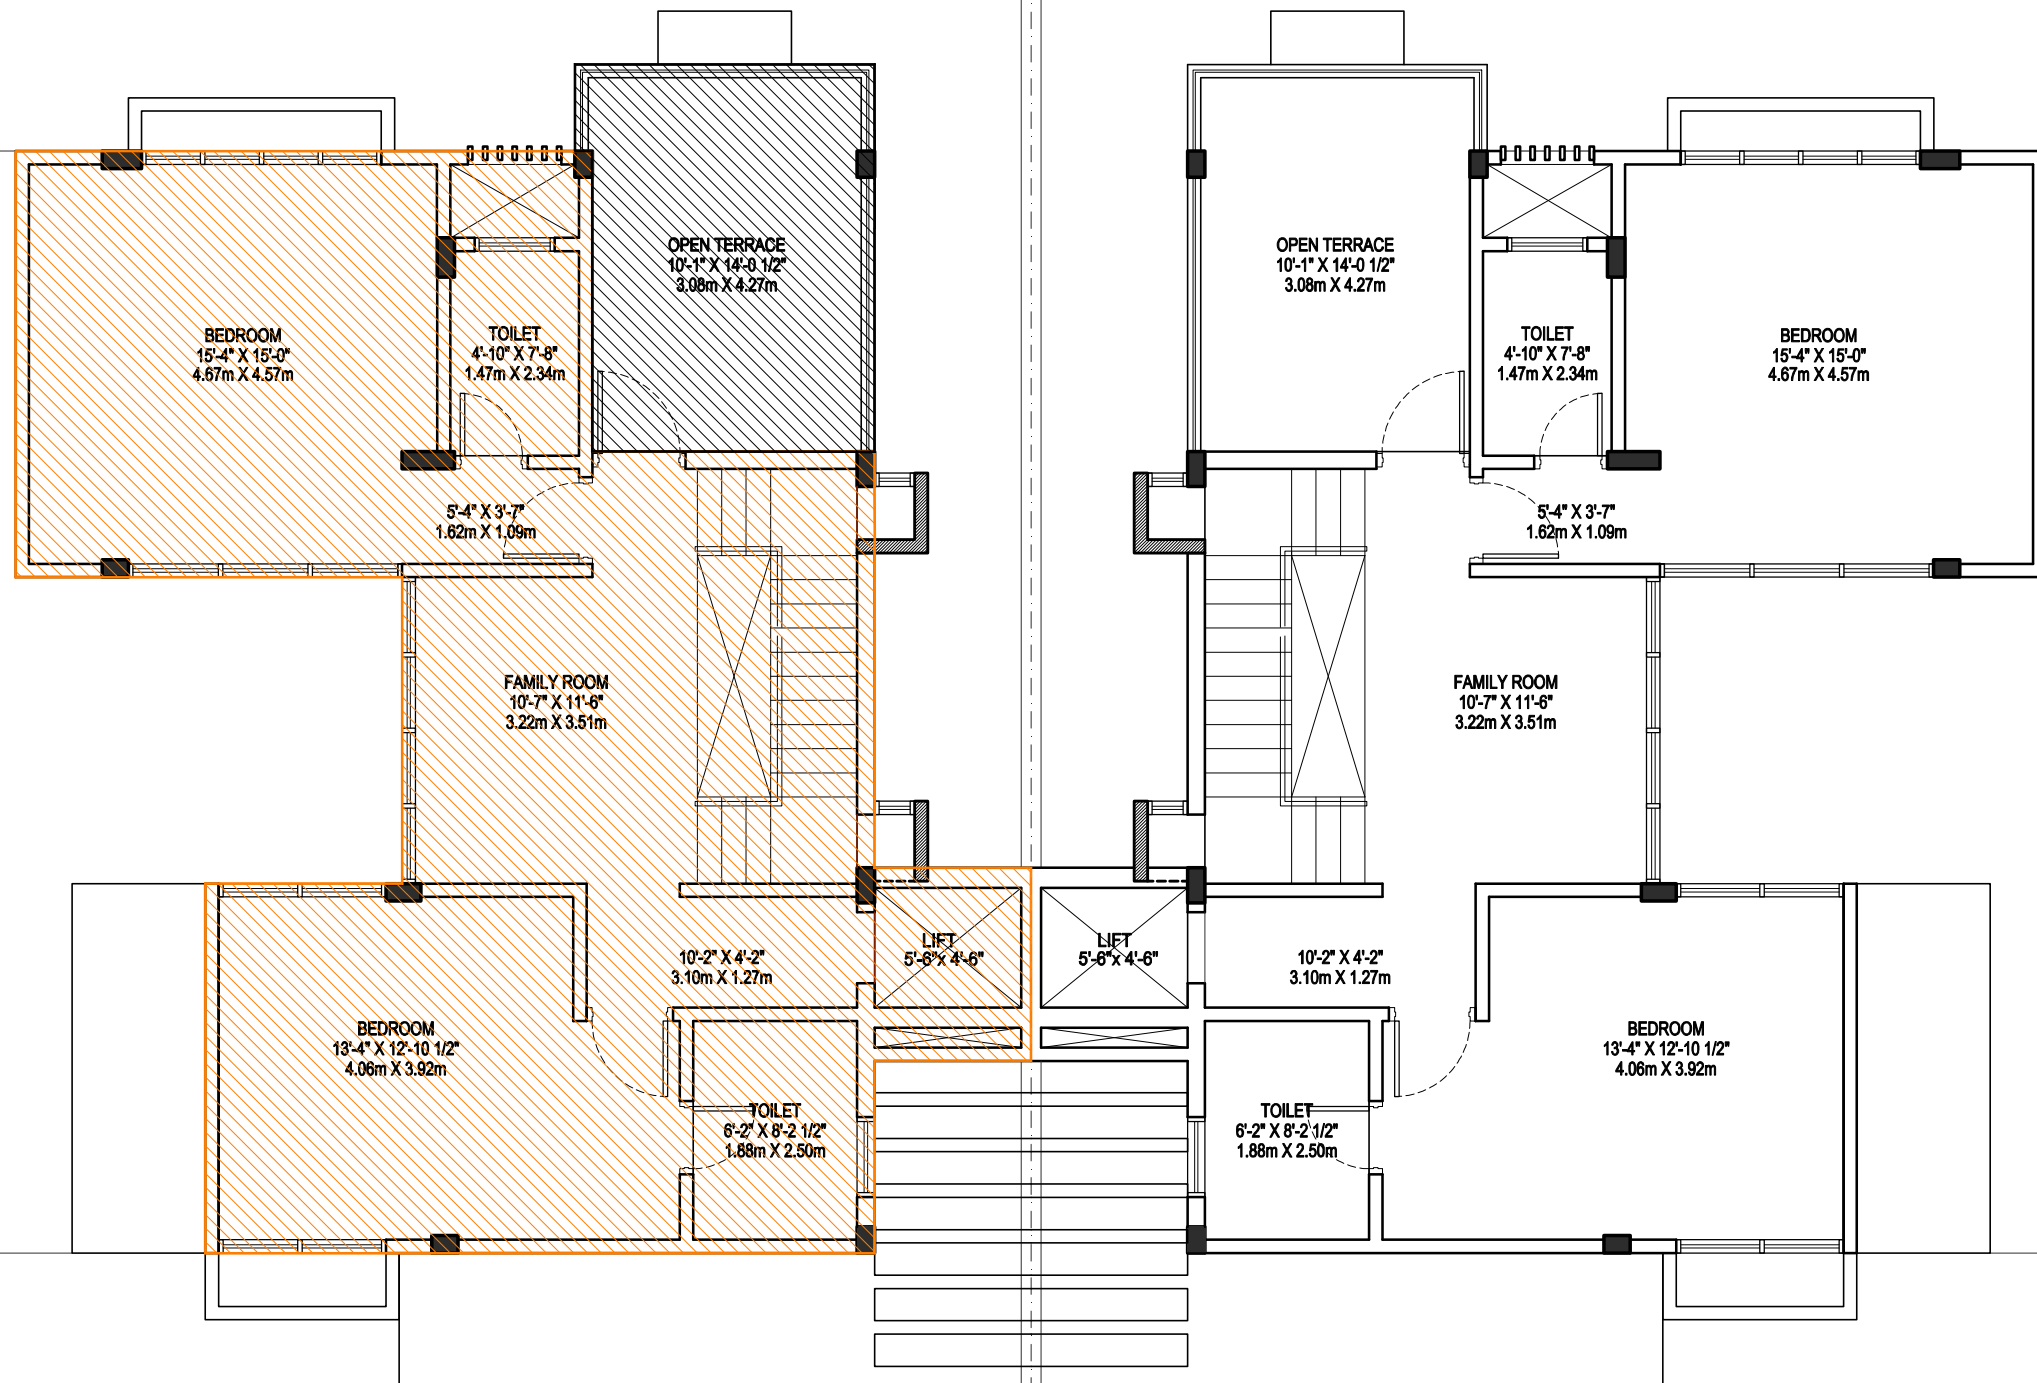 OPEN TERRACE
10'-1" X 14'-0 1/2"
3.08m X 4.27m
OPEN TERRACE
10'-1" X 14'-0 1/2"
3.08m X 4.27m
BEDROOM
15'-4" X 15'-0"
4.67m X 4.57m
TOILET
4'-10" X 7'-8"
1.47m X 2.34m
TOILET
4'-10" X 7'-8"
1.47m X 2.34m
BEDROOM
15'-4" X 15'-0"
4.67m X 4.57m
5'-4" X 3'-7"
1.62m X 1.09m
5'-4" X 3'-7"
1.62m X 1.09m
FAMILY ROOM
10'-7" X 11'-6"
3.22m X 3.51m
FAMILY ROOM
10'-7" X 11'-6"
3.22m X 3.51m
10'-2" X 4'-2"
3.10m X 1.27m
LIFT
5'-6"x 4'-6"
LIFT
5'-6"x 4'-6"
10'-2" X 4'-2"
3.10m X 1.27m
BEDROOM
13'-4" X 12'-10 1/2"
4.06m X 3.92m
BEDROOM
13'-4" X 12'-10 1/2"
4.06m X 3.92m
TOILET
6'-2" X 8'-2 1/2"
1.88m X 2.50m
TOILET
6'-2" X 8'-2 1/2"
1.88m X 2.50m